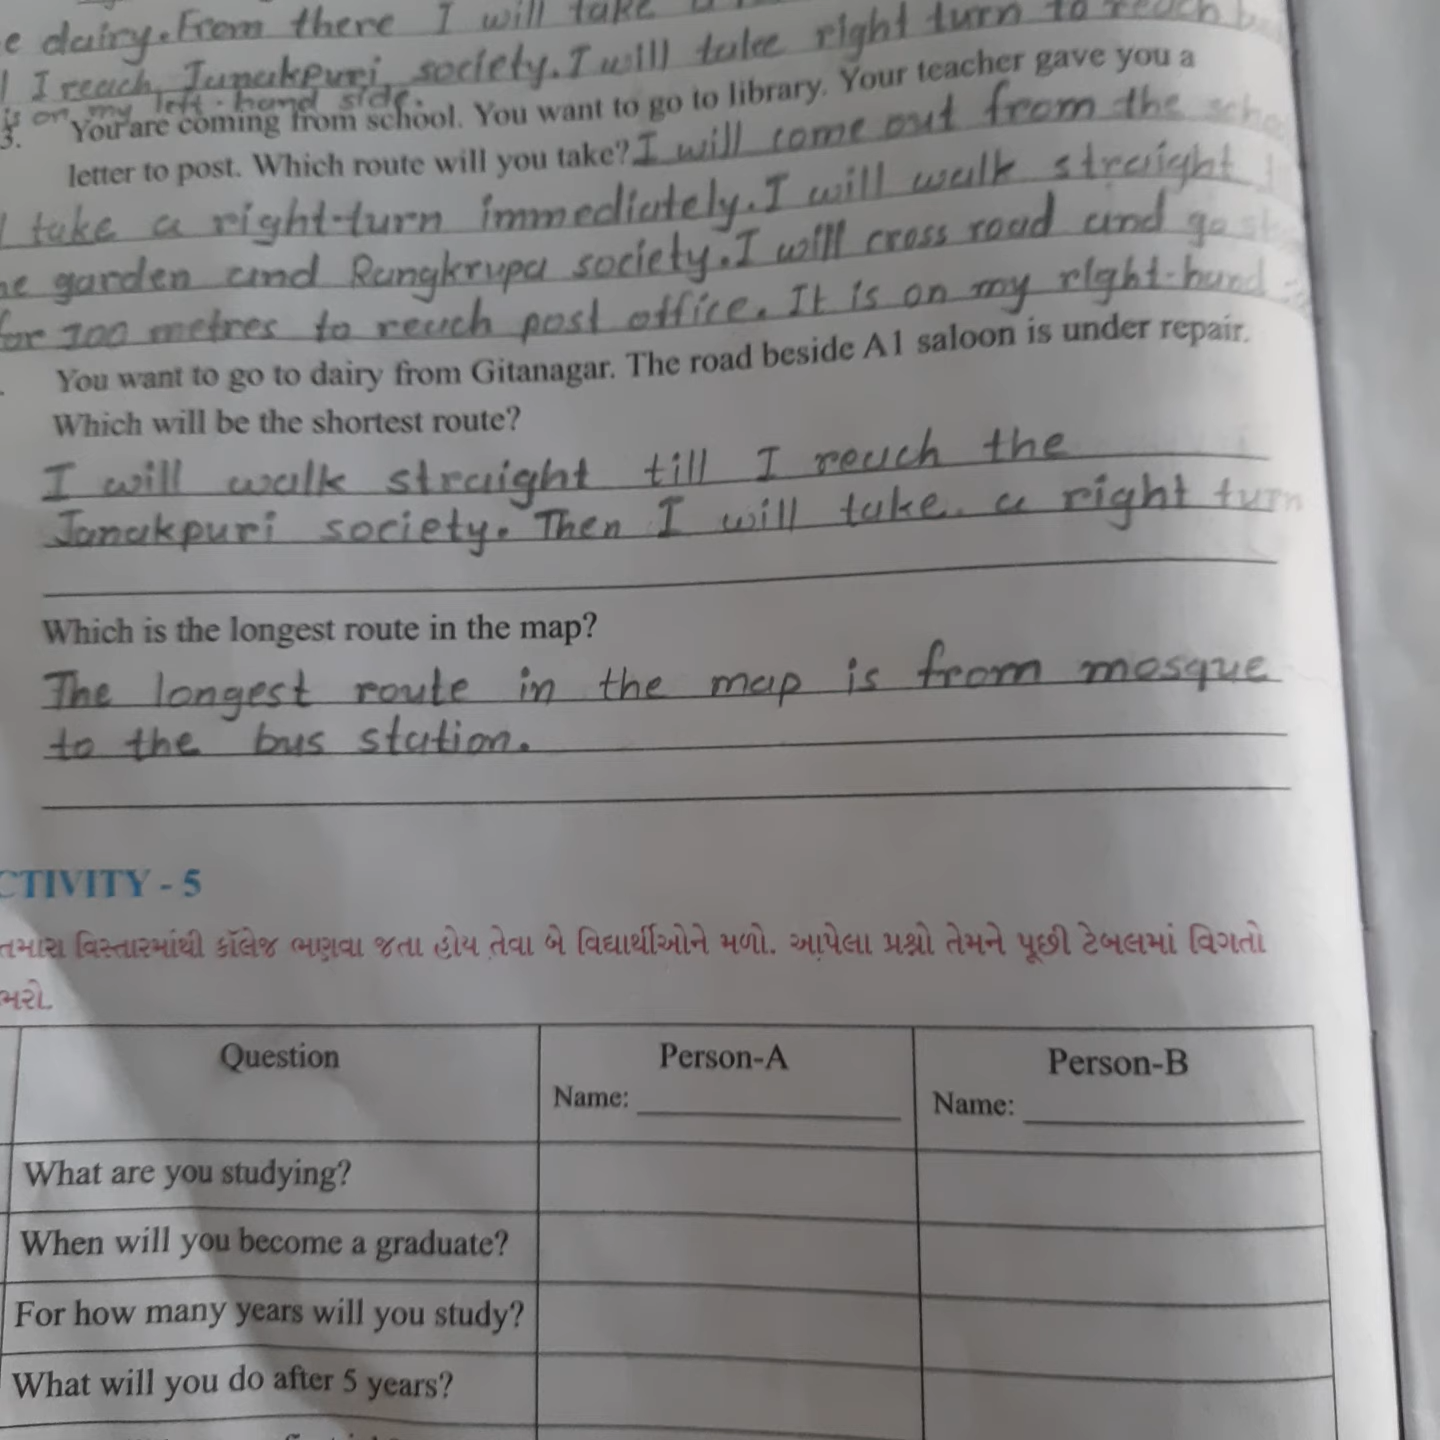 e dairy. From there I will take
I reach Janakpuri society. I will take right turn to reach
is on my left-hand side.
3. You are coming from school. You want to go to library. Your teacher gave you a
letter to post. Which route will you take? I will come out from the
take a right-turn immediately. I will walk straight
garden and Rangkrupa society. I will cross road and go
for 100 metres to reach post office. It is on my right-hand
You want to go to dairy from Gitanagar. The road beside A1 saloon is under repair.
Which will be the shortest route?
I will walk straight till I reach the
Janakpuri society. Then I will take a right turn
Which is the longest route in the map?
The longest route in the map is from mosque
to the bus station.
CTIVITY - 5
તમારા વિસ્તારમાંથી કૉલેજ ભણવા જતા હોય તેવા બે વિદ્યાર્થીઓને મળો. આપેલા પ્રશ્નો તેમને પૂછી ટેબલમાં વિગતો
ભરો.
Question Person-A Person-B
Name: Name:
What are you studying?
When will you become a graduate?
For how many years will you study?
What will you do after 5 years?